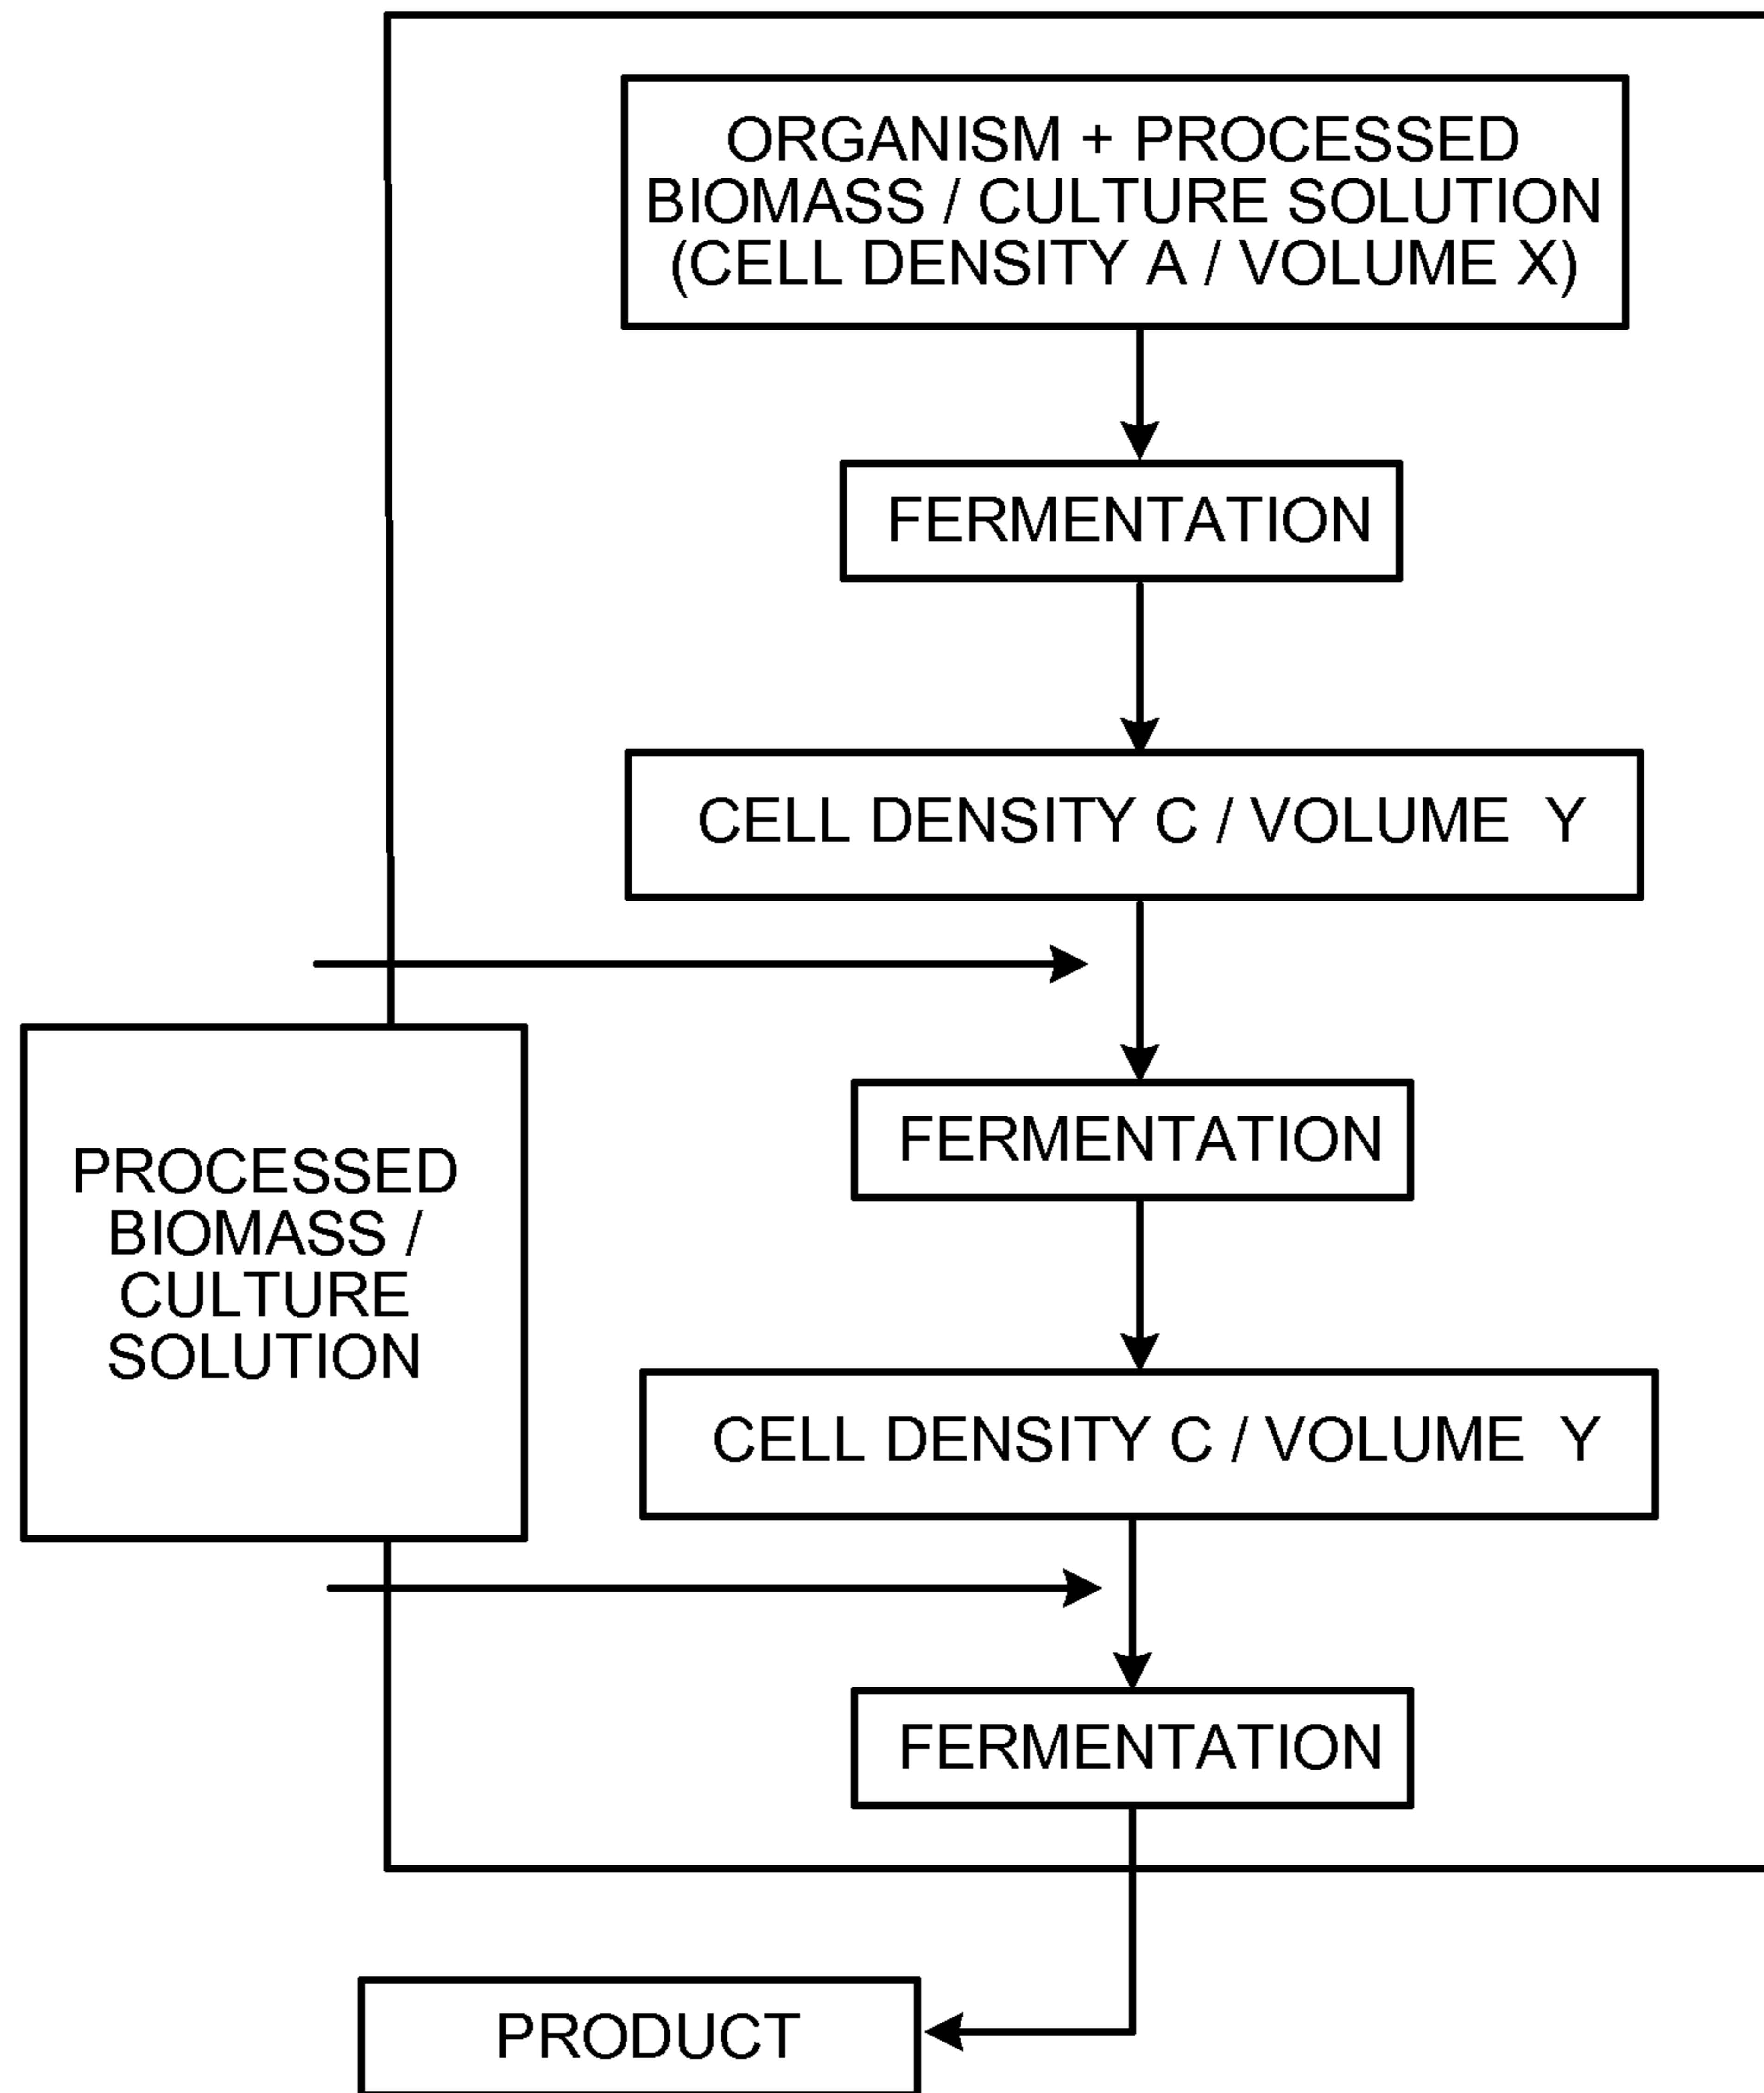 ORGANISM + PROCESSED
BIOMASS / CULTURE SOLUTION
(CELL DENSITY A / VOLUME X)
FERMENTATION
CELL DENSITY C / VOLUME Y
FERMENTATION
PROCESSED
BIOMASS /
CULTURE
SOLUTION
CELL DENSITY C / VOLUME Y
FERMENTATION
PRODUCT